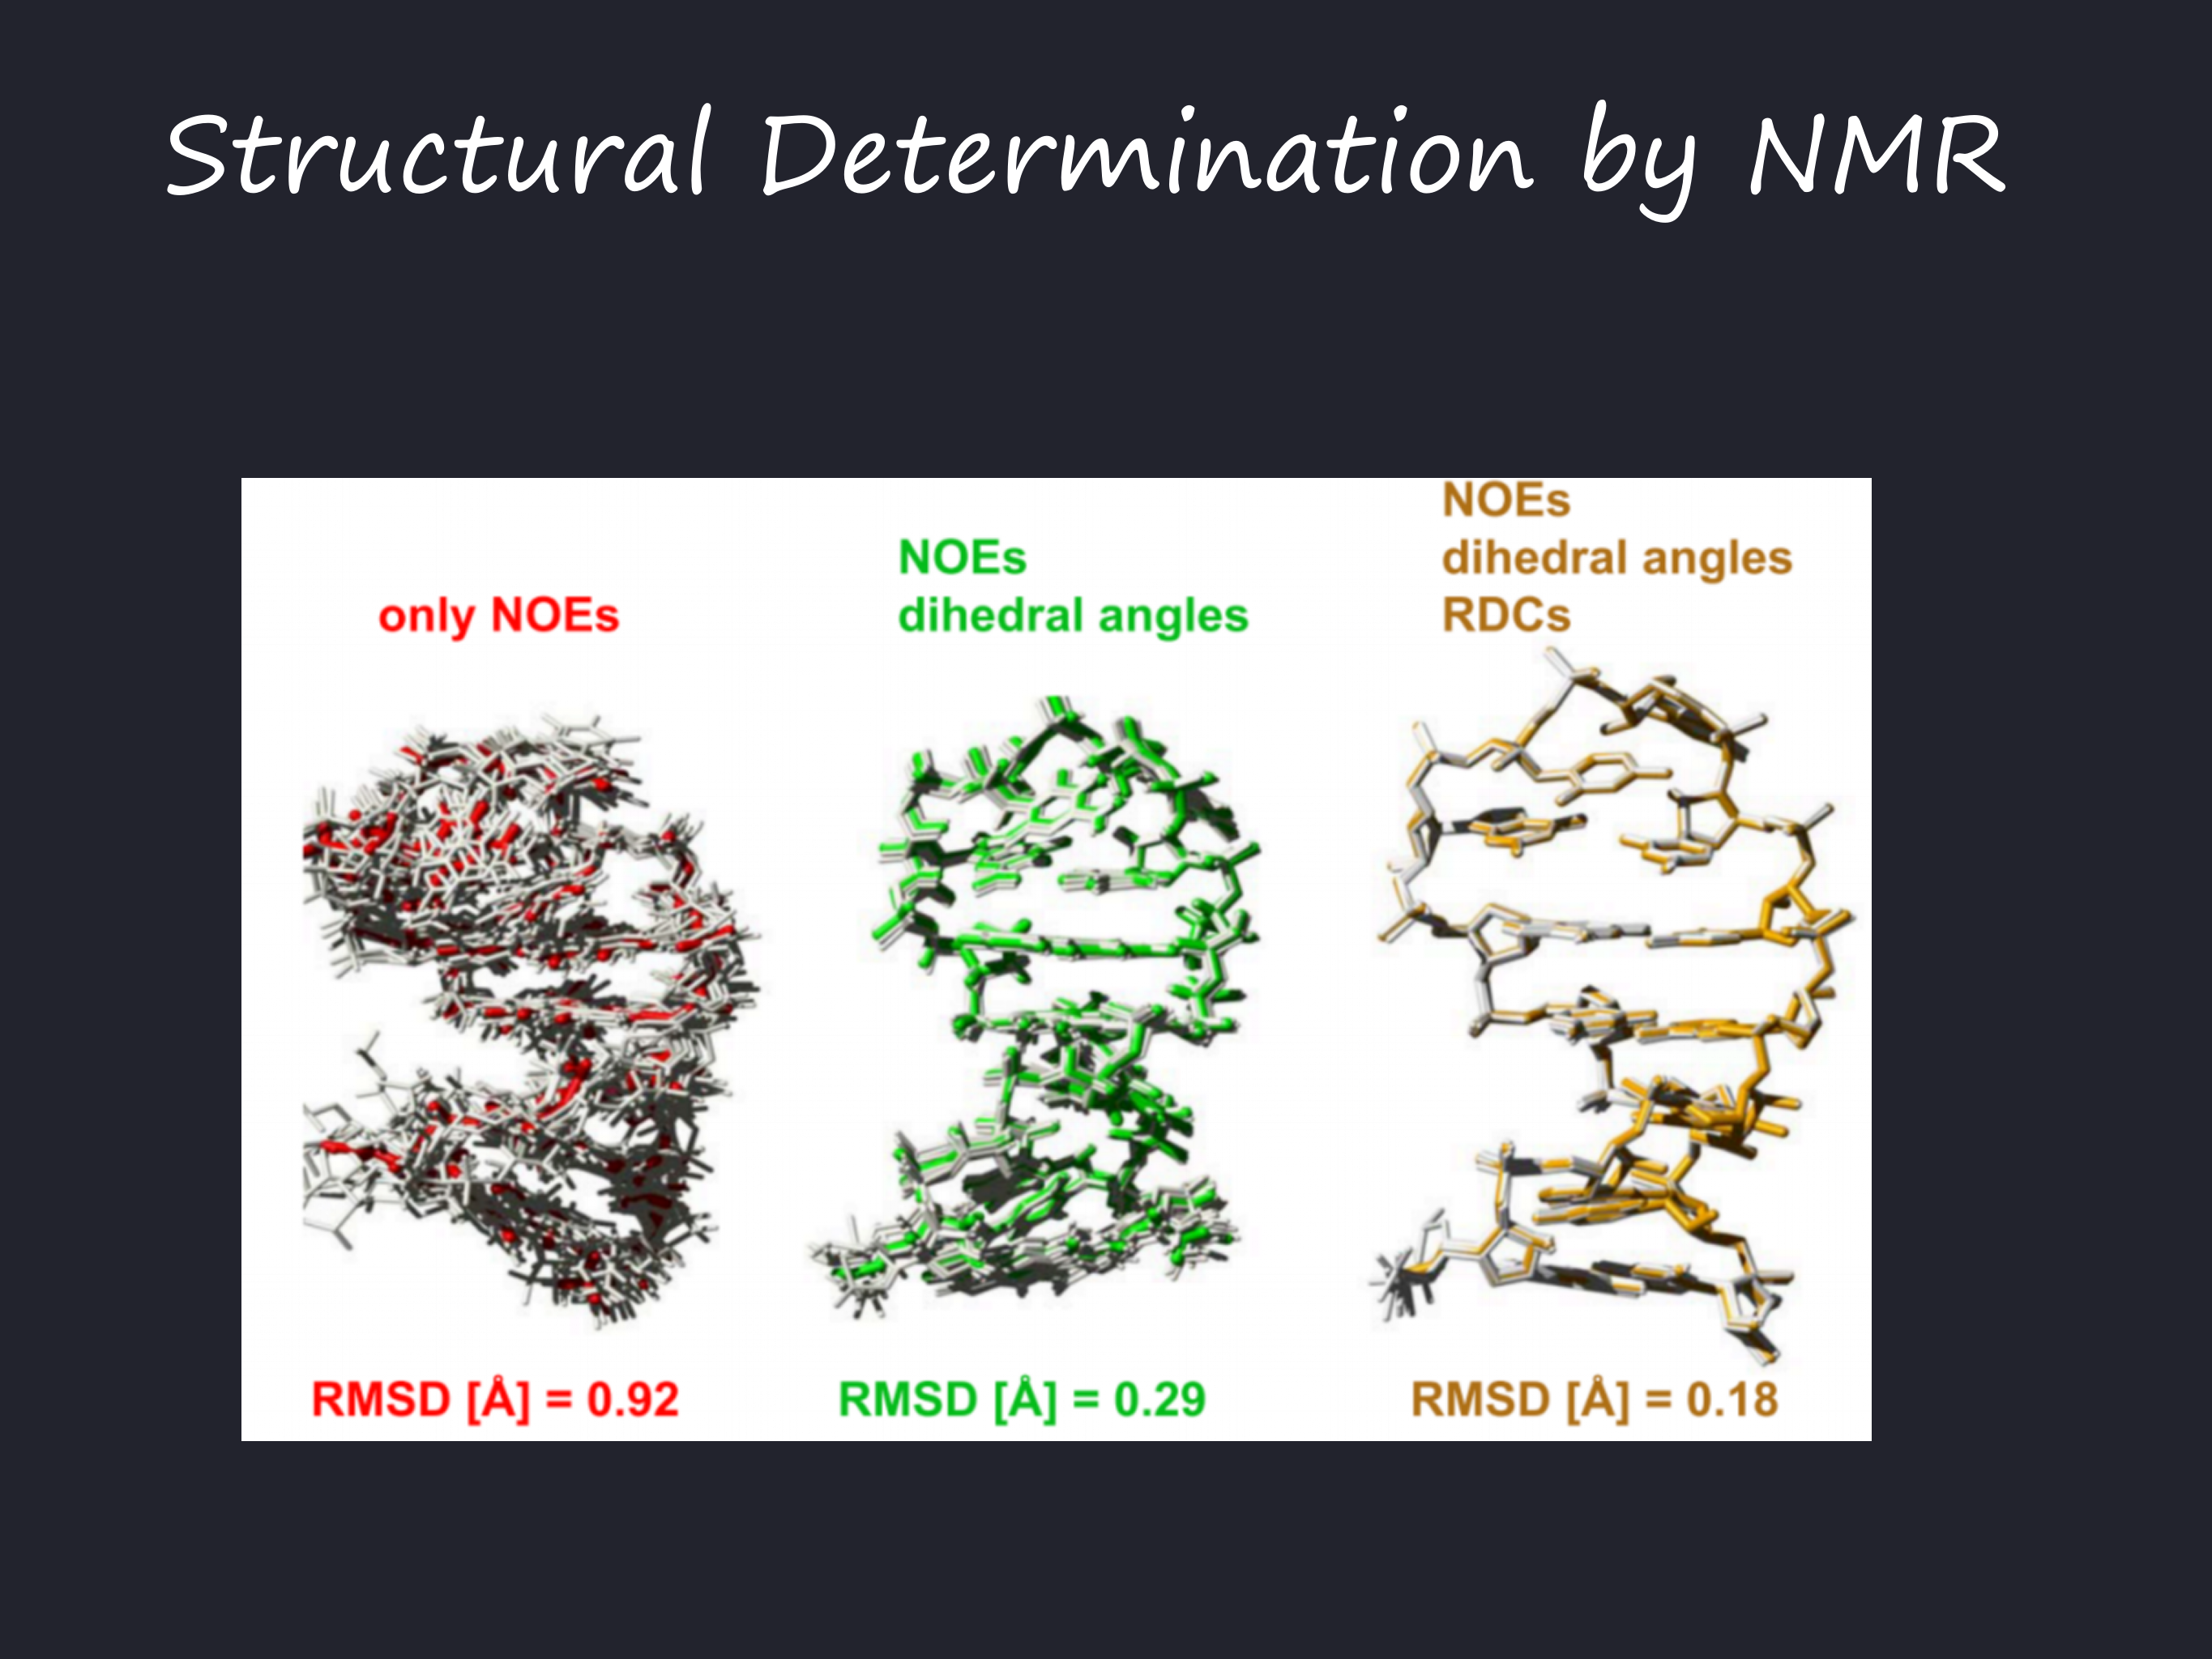 Structural Determination by NMR
only NOEs
NOEs
dihedral angles
NOEs
dihedral angles
RDCs
RMSD [Å] = 0.92
RMSD [Å] = 0.29
RMSD [Å] = 0.18